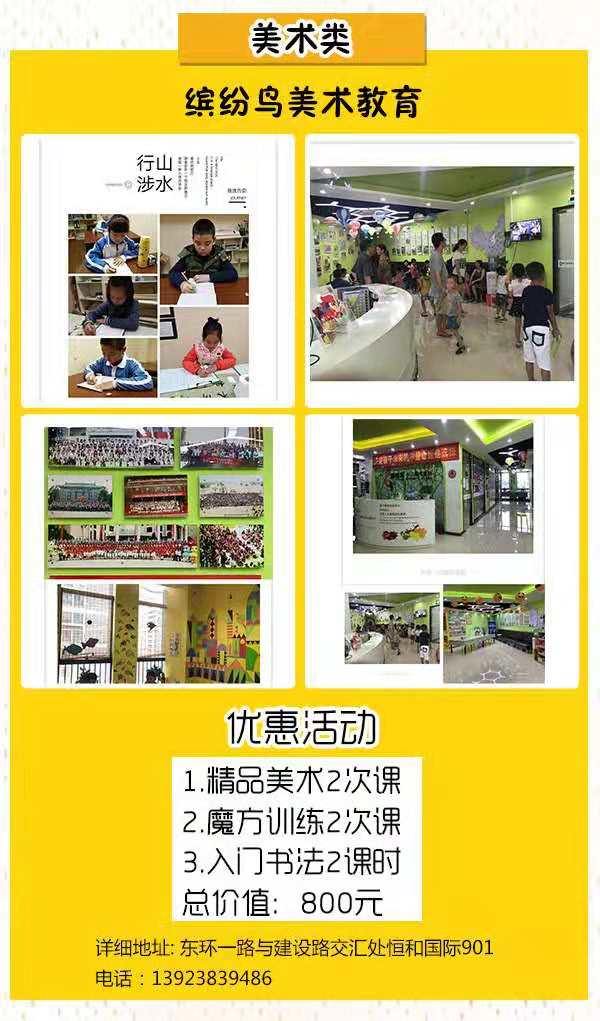 美术类
缤纷鸟美术教育
行山
涉水
优惠活动
1.精品美术2次课
2.魔方训练2次课
3.入门书法2课时
总价值：800元
详细地址: 东环一路与建设路交汇处恒和国际901
电话：13923839486